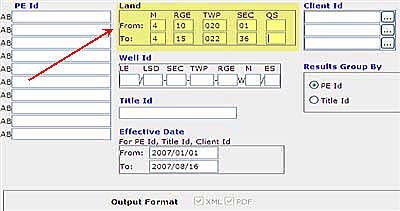 PE Id
AB
AB
AB
AB
AB
AB
AB
AB
AB
AB
Land
M RGE TWP SEC QS
From: 4 10 020 01
To: 4 15 022 36
Well Id
LE LSD SEC TWP RGE M ES
/ - - - W /
Title Id
Effective Date
For PE Id, Title Id, Client Id
From: 2007/01/01
To: 2007/08/16
Client Id
...
...
...
Results Group By
PE Id
Title Id
Output Format XML PDF